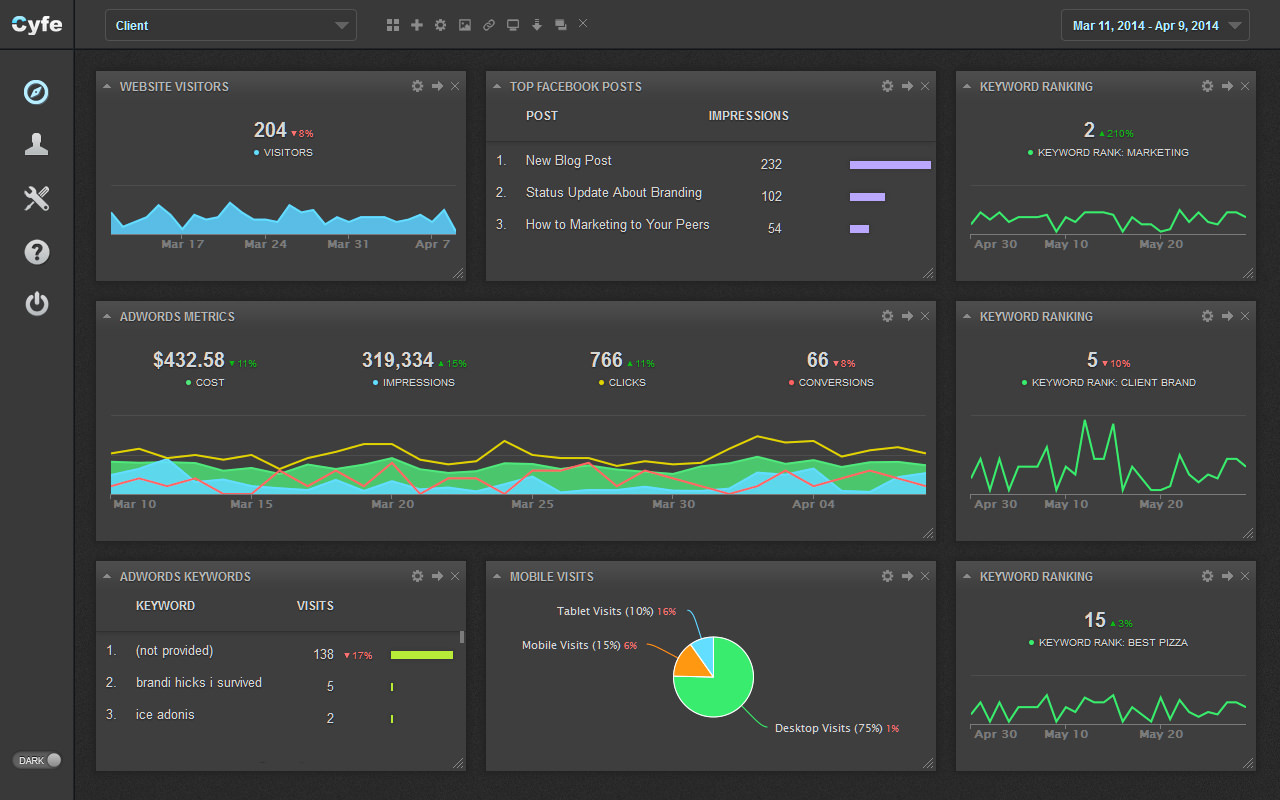 Cyfe
Client
Mar 11, 2014 - Apr 9, 2014
WEBSITE VISITORS
204 ▼8%
VISITORS
Mar 17 Mar 24 Mar 31 Apr 7
TOP FACEBOOK POSTS
POST IMPRESSIONS
1. New Blog Post 232
2. Status Update About Branding 102
3. How to Marketing to Your Peers 54
KEYWORD RANKING
2 ▲210%
KEYWORD RANK: MARKETING
Apr 30 May 10 May 20
ADWORDS METRICS
$432.58 ▼11% 319,334 ▲15% 766 ▲11% 66 ▼8%
COST IMPRESSIONS CLICKS CONVERSIONS
Mar 10 Mar 15 Mar 20 Mar 25 Mar 30 Apr 04
KEYWORD RANKING
5 ▼10%
KEYWORD RANK: CLIENT BRAND
Apr 30 May 10 May 20
ADWORDS KEYWORDS
KEYWORD VISITS
1. (not provided) 138 ▼17%
2. brandi hicks i survived 5
3. ice adonis 2
MOBILE VISITS
Tablet Visits (10%) 16%
Mobile Visits (15%) 6%
Desktop Visits (75%) 1%
KEYWORD RANKING
15 ▲3%
KEYWORD RANK: BEST PIZZA
Apr 30 May 10 May 20
DARK